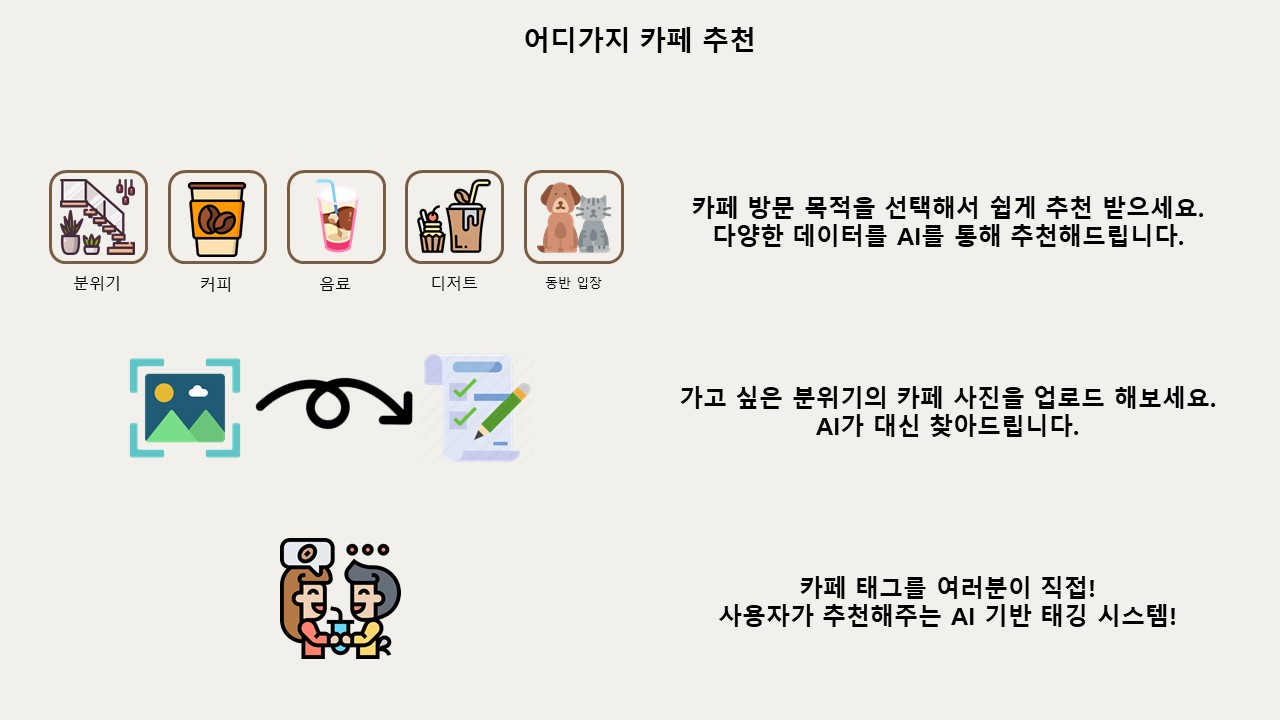 어디가지 카페 추천
분위기
커피
음료
디저트
동반 입장
카페 방문 목적을 선택해서 쉽게 추천 받으세요.
다양한 데이터를 AI를 통해 추천해드립니다.
가고 싶은 분위기의 카페 사진을 업로드 해보세요.
AI가 대신 찾아드립니다.
카페 태그를 여러분이 직접!
사용자가 추천해주는 AI 기반 태깅 시스템!